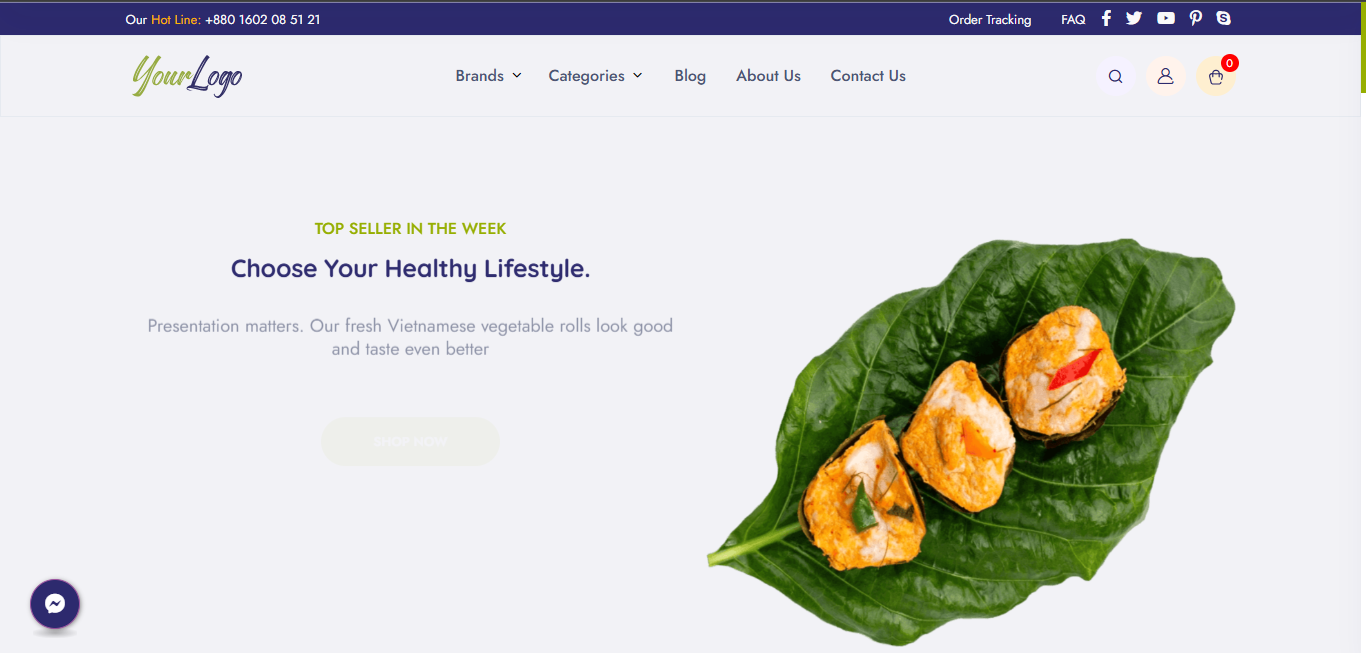 Our Hot Line: +880 1602 08 51 21
Order Tracking
FAQ
YourLogo
Brands
Categories
Blog
About Us
Contact Us
0
TOP SELLER IN THE WEEK
Choose Your Healthy Lifestyle.
Presentation matters. Our fresh Vietnamese vegetable rolls look good
and taste even better
SHOP NOW